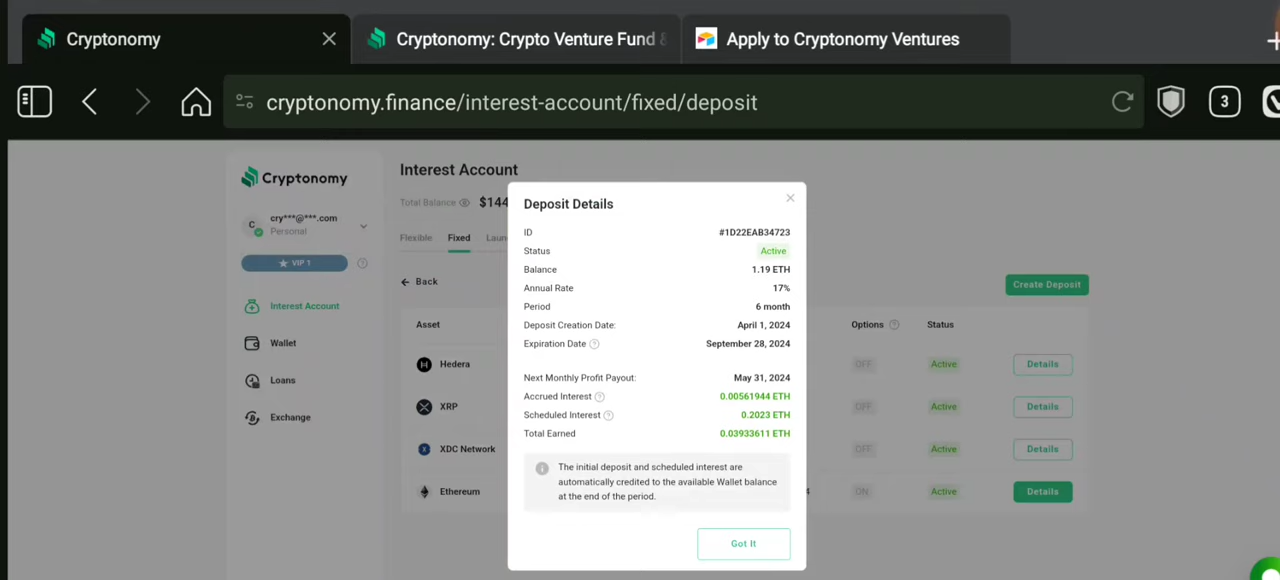 Cryptonomy
Cryptonomy: Crypto Venture Fund &
Apply to Cryptonomy Ventures
cryptonomy.finance/interest-account/fixed/deposit
3
Cryptonomy
cry***@***.com
Personal
C
VIP 1
Interest Account
Wallet
Loans
Exchange
Interest Account
Total Balance $144
Flexible Fixed Laun
Back
Create Deposit
Asset Options Status
Hedera OFF Active Details
XRP OFF Active Details
XDC Network OFF Active Details
Ethereum 4 ON Active Details
Deposit Details
ID #1D22EAB34723
Status Active
Balance 1.19 ETH
Annual Rate 17%
Period 6 month
Deposit Creation Date: April 1, 2024
Expiration Date September 28, 2024
Next Monthly Profit Payout: May 31, 2024
Accrued Interest 0.00561944 ETH
Scheduled Interest 0.2023 ETH
Total Earned 0.03933611 ETH
The initial deposit and scheduled interest are
automatically credited to the available Wallet balance
at the end of the period.
Got It